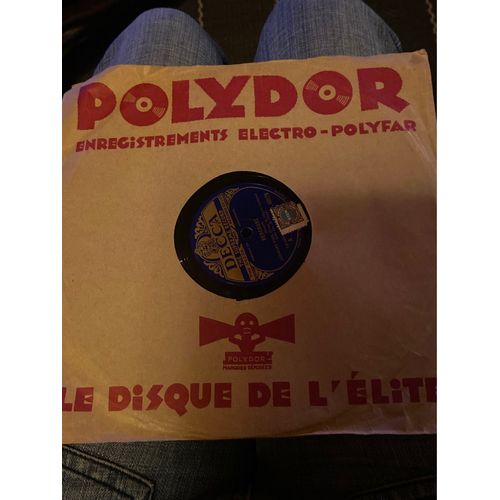 POLYDOR
ENREGISTREMENTS ELECTRO-POLYFAR
DECCA
POLYDOR
MARQUES DÉPOSÉES
LE DISQUE DE L'ÉLITE